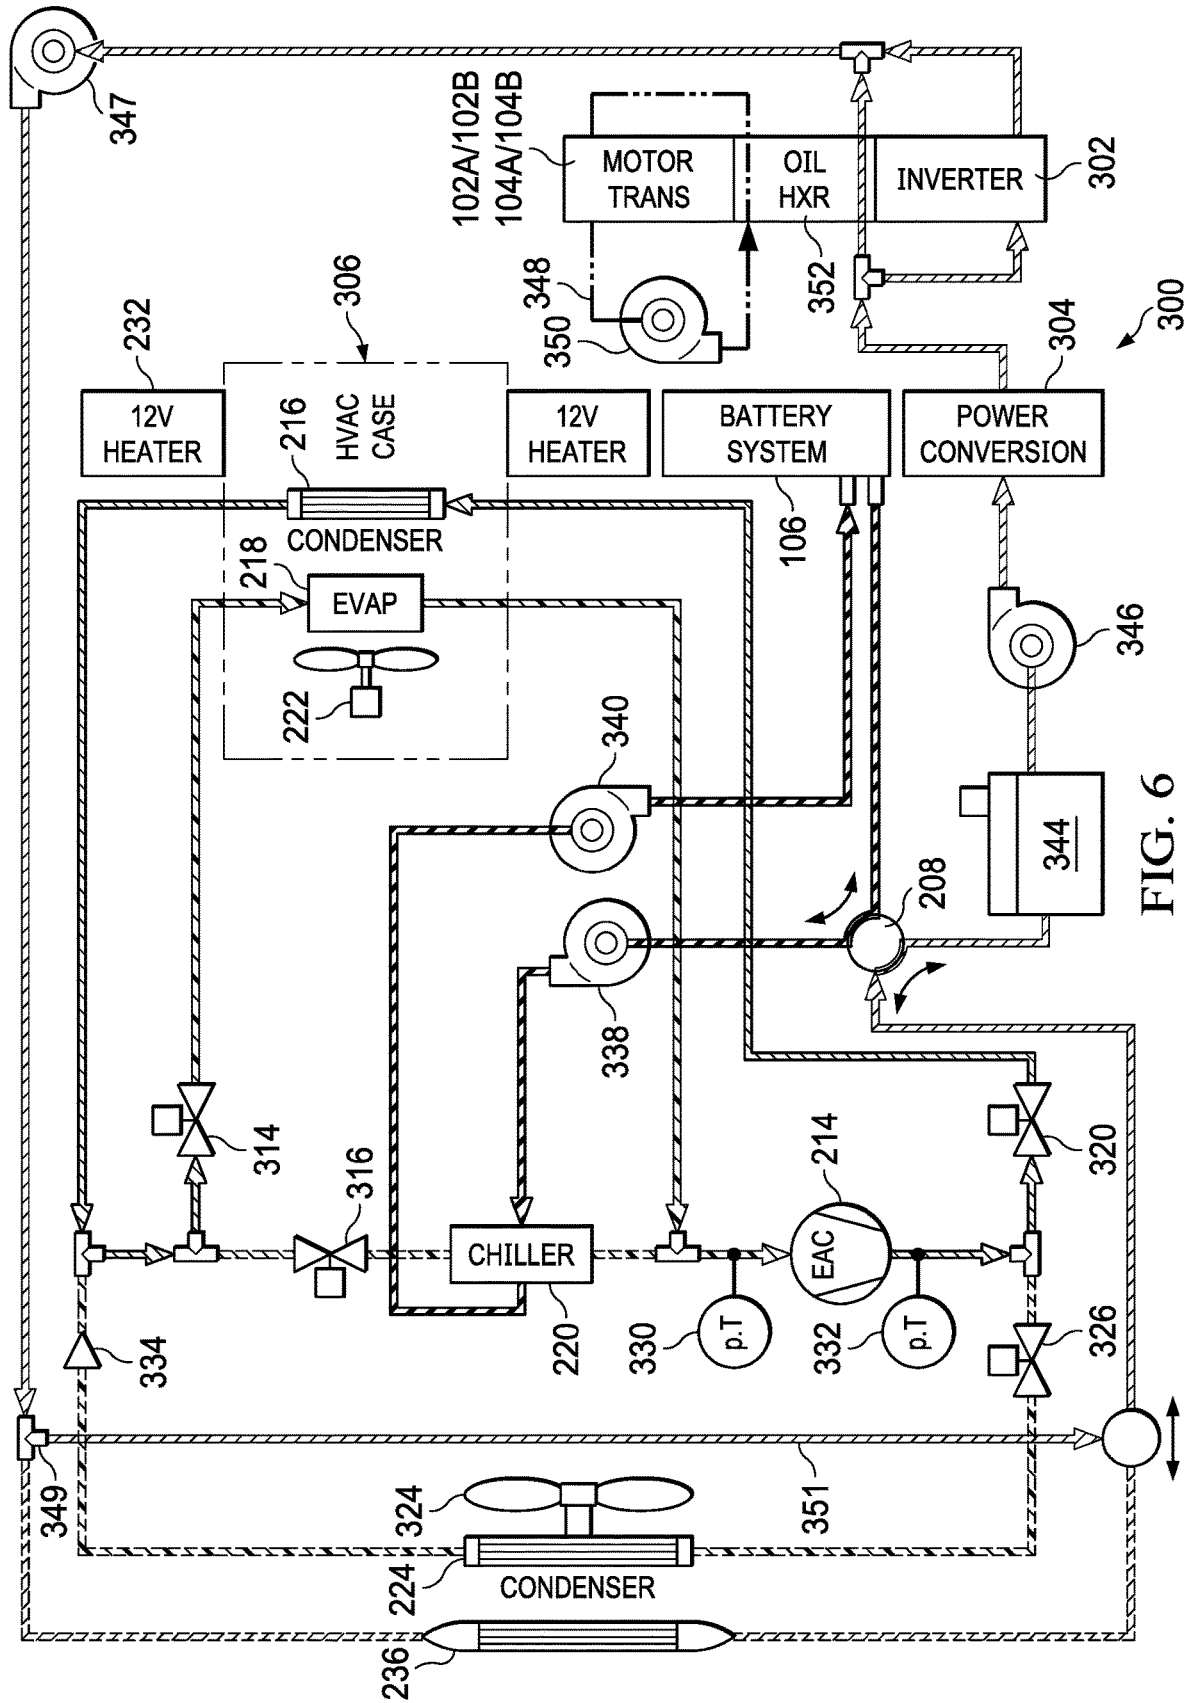 347
102A/102B
104A/104B
MOTOR
TRANS
OIL
HXR
INVERTER
302
352
348
350
300
232
306
12V
HEATER
HVAC
CASE
216
12V
HEATER
BATTERY
SYSTEM
POWER
CONVERSION
304
CONDENSER
106
218
EVAP
222
346
340
344
208
338
FIG. 6
314
316
214
320
CHILLER
EAC
334
220
330
p.T
332
p.T
326
349
324
351
224
CONDENSER
236